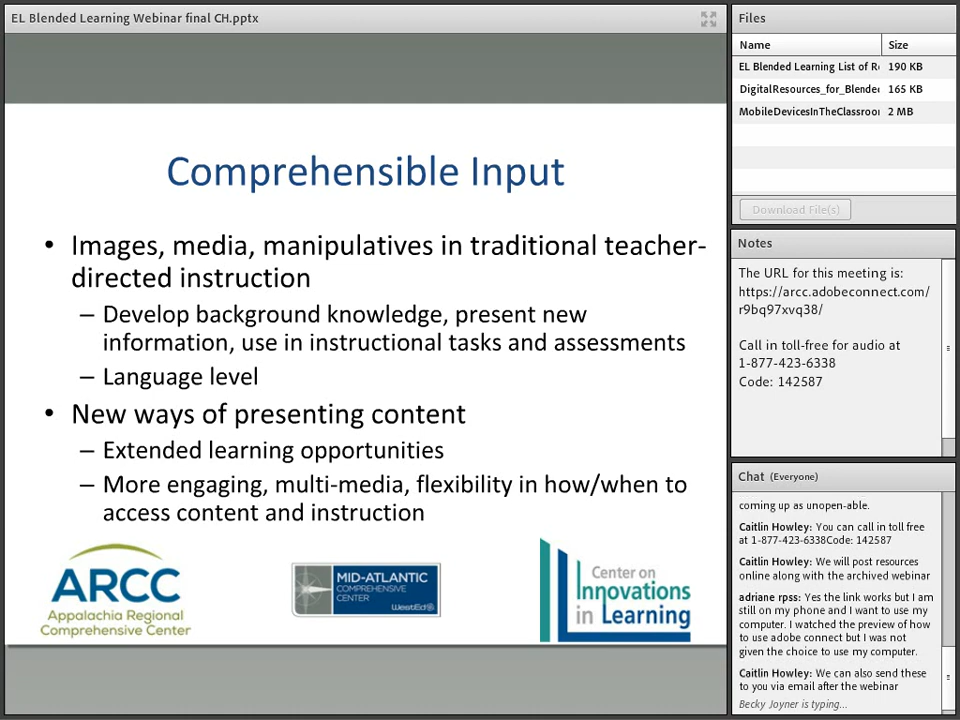 EL Blended Learning Webinar final CH.pptx
Comprehensible Input
• Images, media, manipulatives in traditional teacher-
directed instruction
– Develop background knowledge, present new
information, use in instructional tasks and assessments
– Language level
• New ways of presenting content
– Extended learning opportunities
– More engaging, multi-media, flexibility in how/when to
access content and instruction
ARCC
Appalachia Regional
Comprehensive Center
MID-ATLANTIC
COMPREHENSIVE
CENTER
WestEd
Center on
Innovations
in Learning
Files
Name Size
EL Blended Learning List of 190 KB
DigitalResources_for_Blende 165 KB
MobileDevicesInTheClassroo 2 MB
Download File(s)
Notes
The URL for this meeting is:
https://arcc.adobeconnect.com/
r9bq97xvq38/
Call in toll-free for audio at
1-877-423-6338
Code: 142587
Chat (Everyone)
coming up as unopen-able.
Caitlin Howley: You can call in toll free
at 1-877-423-6338Code: 142587
Caitlin Howley: We will post resources
online along with the archived webinar
adriane rpss: Yes the link works but I am
still on my phone and I want to use my
computer. I watched the preview of how
to use adobe connect but I was not
given the choice to use my computer.
Caitlin Howley: We can also send these
to you via email after the webinar
Becky Joyner is typing...